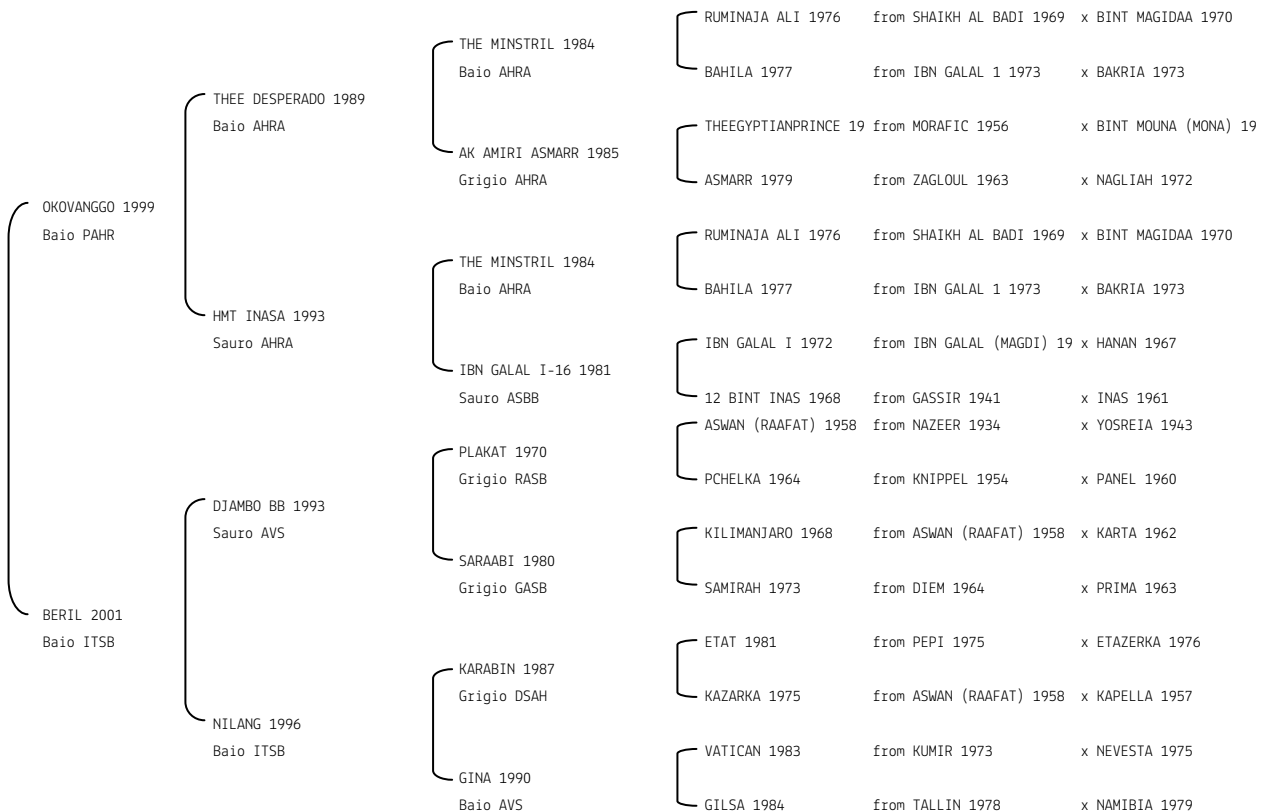 RUMINAJA ALI 1976 from SHAIKH AL BADI 1969 x BINT MAGIDAA 1970
THE MINSTRIL 1984
Baio AHRA
BAHILA 1977 from IBN GALAL 1 1973 x BAKRIA 1973
THEE DESPERADO 1989
Baio AHRA
THEEGYPTIANPRINCE 19 from MORAFIC 1956 x BINT MOUNA (MONA) 19
AK AMIRI ASMARR 1985
Grigio AHRA
ASMARR 1979 from ZAGLOUL 1963 x NAGLIAH 1972
OKOVANGGO 1999
Baio PAHR
RUMINAJA ALI 1976 from SHAIKH AL BADI 1969 x BINT MAGIDAA 1970
THE MINSTRIL 1984
Baio AHRA
BAHILA 1977 from IBN GALAL 1 1973 x BAKRIA 1973
HMT INASA 1993
Sauro AHRA
IBN GALAL I 1972 from IBN GALAL (MAGDI) 19 x HANAN 1967
IBN GALAL I-16 1981
Sauro ASBB
12 BINT INAS 1968 from GASSIR 1941 x INAS 1961
ASWAN (RAAFAT) 1958 from NAZEER 1934 x YOSREIA 1943
PLAKAT 1970
Grigio RASB
PCHELKA 1964 from KNIPPEL 1954 x PANEL 1960
DJAMBO BB 1993
Sauro AVS
KILIMANJARO 1968 from ASWAN (RAAFAT) 1958 x KARTA 1962
SARAABI 1980
Grigio GASB
SAMIRAH 1973 from DIEM 1964 x PRIMA 1963
BERIL 2001
Baio ITSB
ETAT 1981 from PEPI 1975 x ETAZERKA 1976
KARABIN 1987
Grigio DSAH
KAZARKA 1975 from ASWAN (RAAFAT) 1958 x KAPELLA 1957
NILANG 1996
Baio ITSB
VATICAN 1983 from KUMIR 1973 x NEVESTA 1975
GINA 1990
Baio AVS
GILSA 1984 from TALLIN 1978 x NAMIBIA 1979